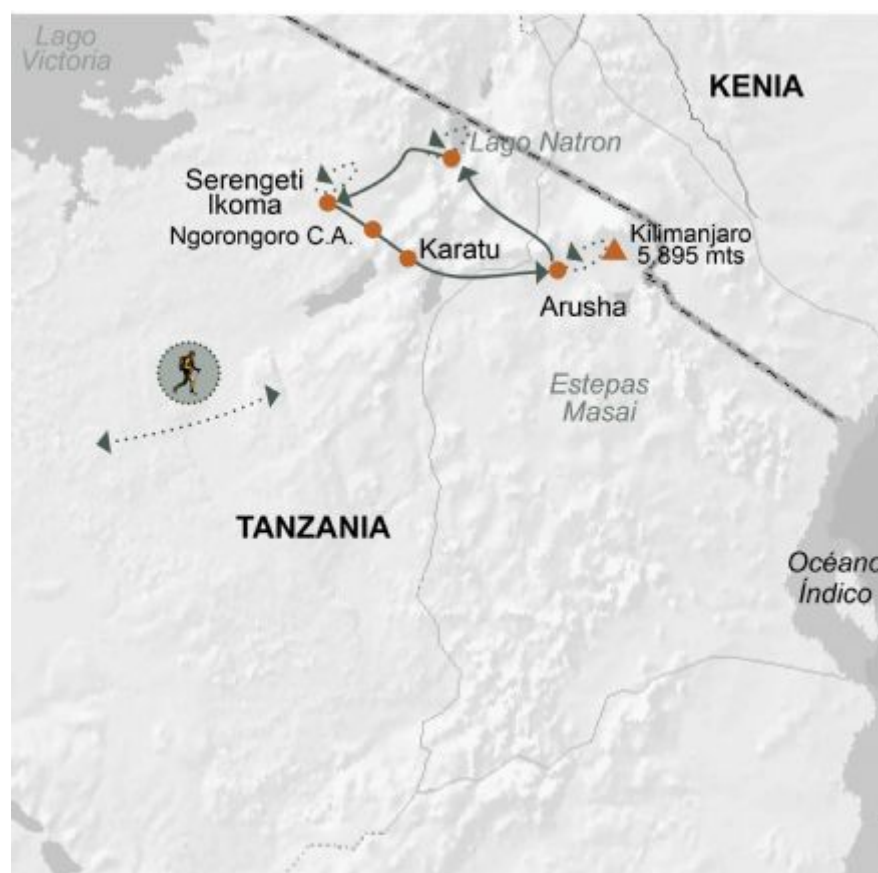 Lago
Victoria
KENIA
Lago Natron
Serengeti
Ikoma
Ngorongoro C.A.
Karatu
Kilimanjaro
5,895 mts
Arusha
Estepas
Masai
TANZANIA
Océano
Índico